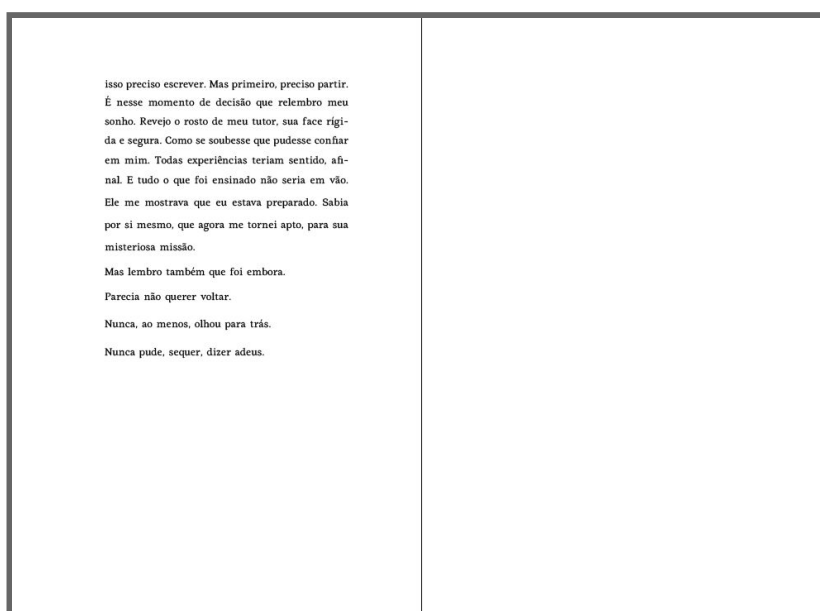 isso preciso escrever. Mas primeiro, preciso partir.
É nesse momento de decisão que relembro meu
sonho. Revejo o rosto de meu tutor, sua face rígi-
da e segura. Como se soubesse que pudesse confiar
em mim. Todas experiências teriam sentido, afi-
nal. E tudo o que foi ensinado não seria em vão.
Ele me mostrava que eu estava preparado. Sabia
por si mesmo, que agora me tornei apto, para sua
misteriosa missão.
Mas lembro também que foi embora.
Parecia não querer voltar.
Nunca, ao menos, olhou para trás.
Nunca pude, sequer, dizer adeus.